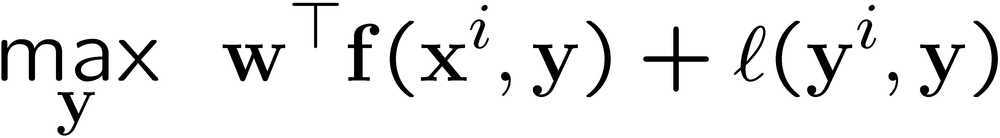 max_y w^⊤ f(x^i, y) + ℓ(y^i, y)